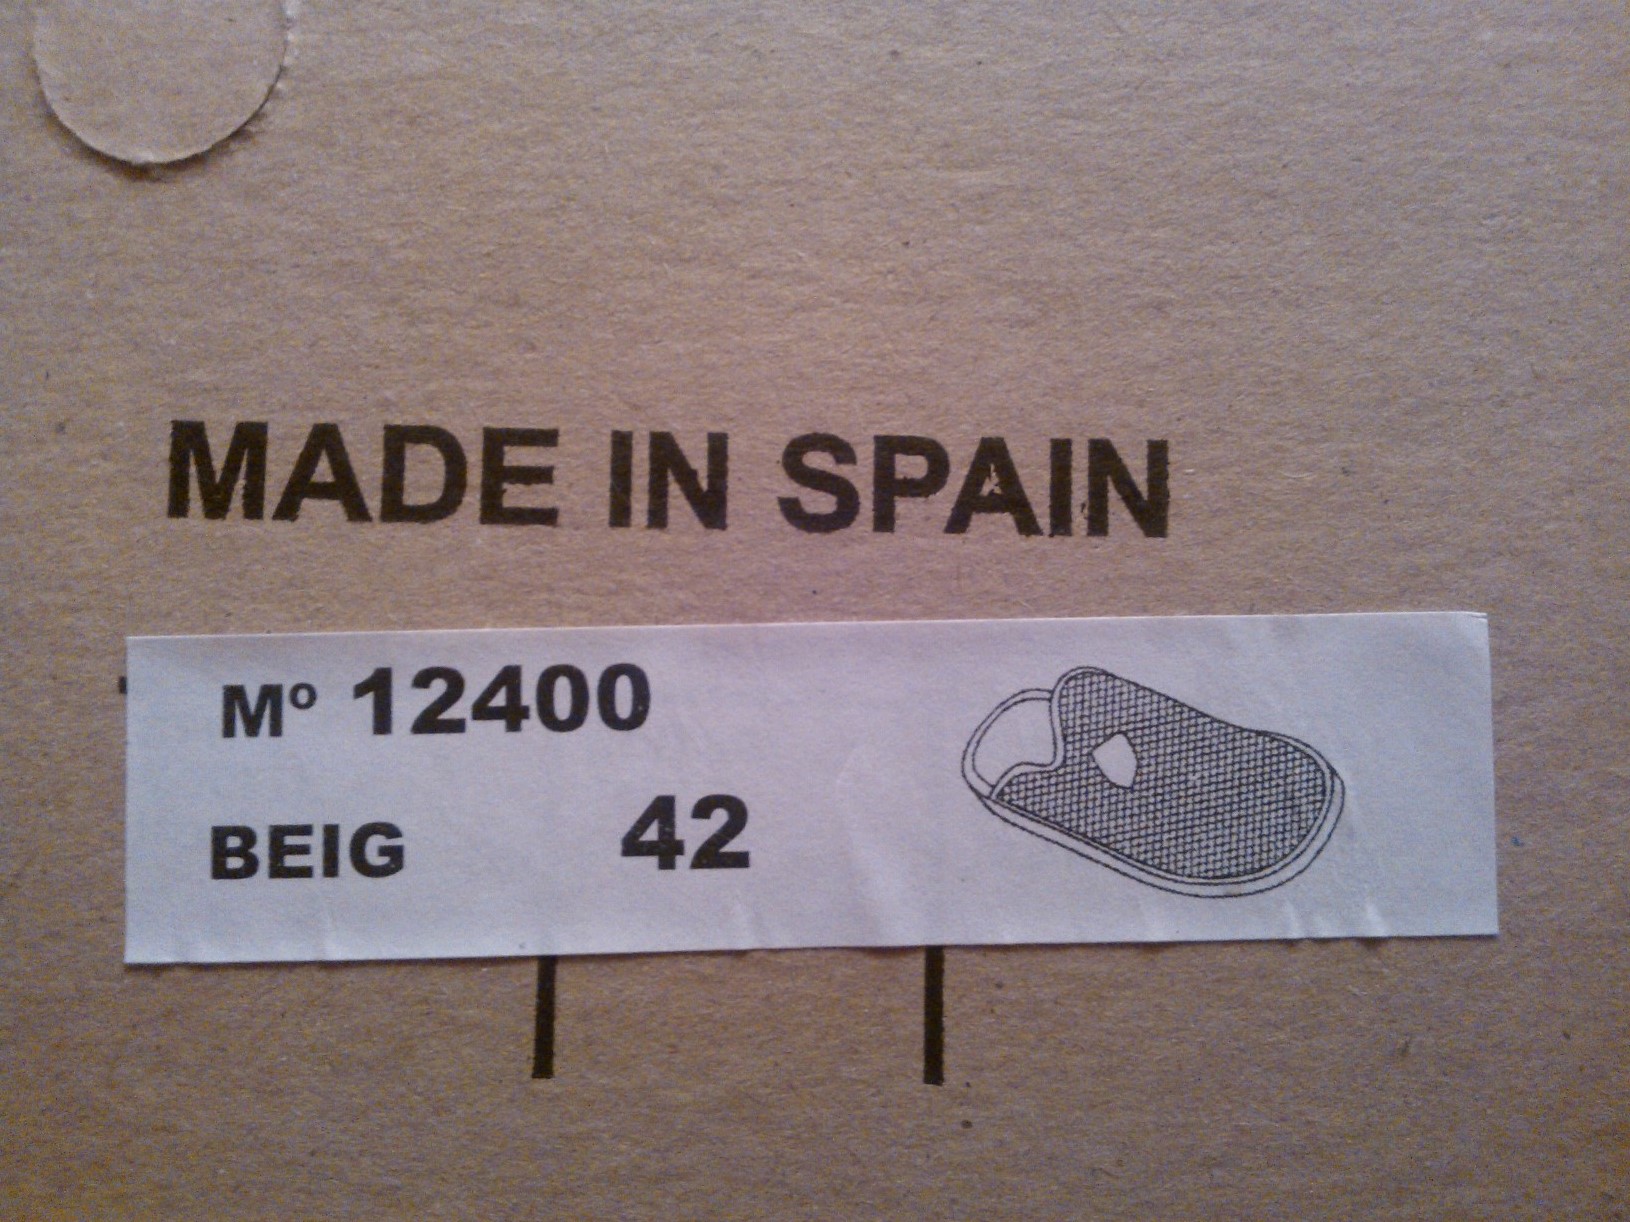 MADE IN SPAIN
Mº 12400
BEIG 42